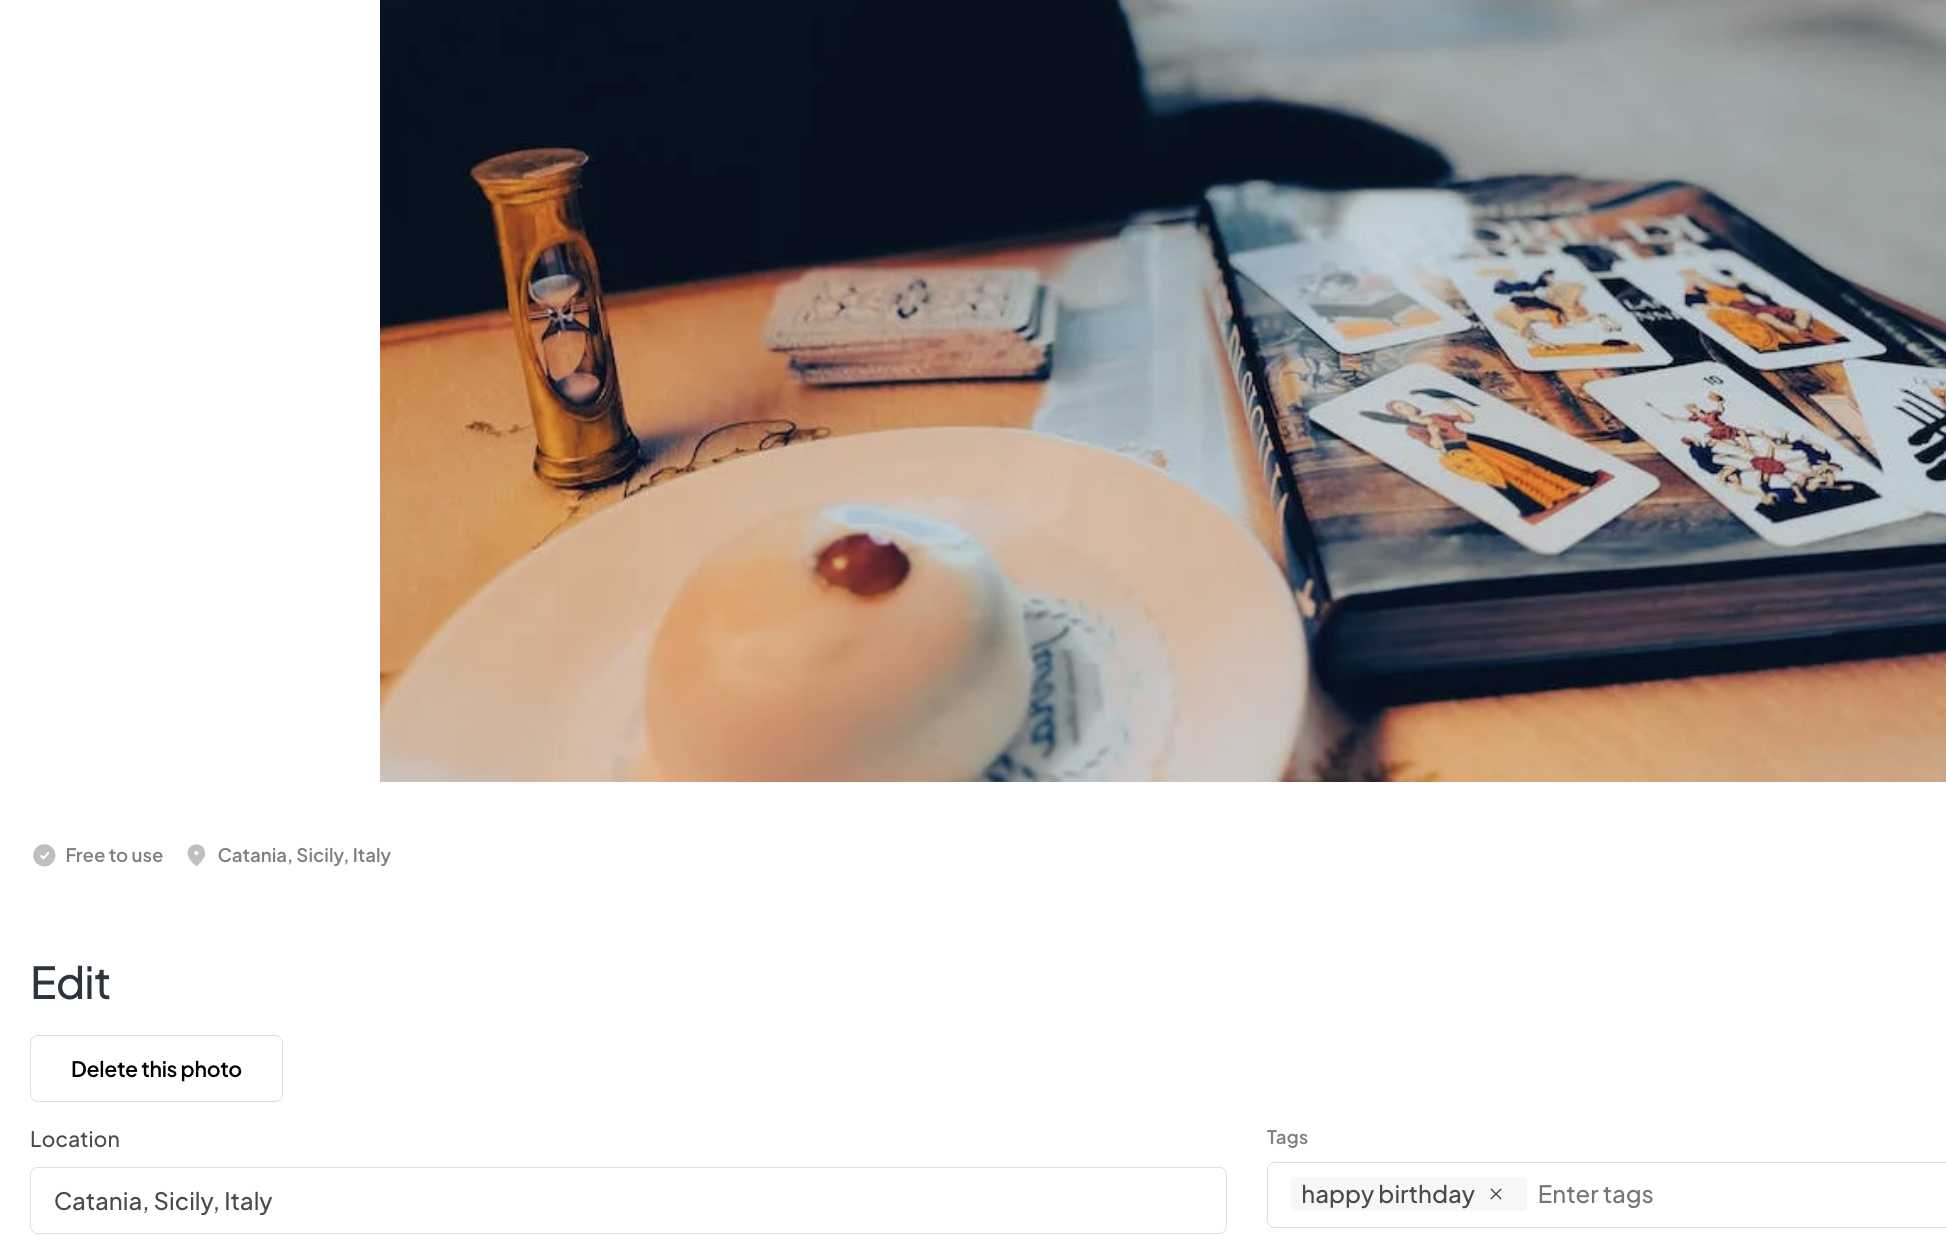 10
Free to use
Catania, Sicily, Italy
Edit
Delete this photo
Location
Tags
Catania, Sicily, Italy
happy birthday
Enter tags